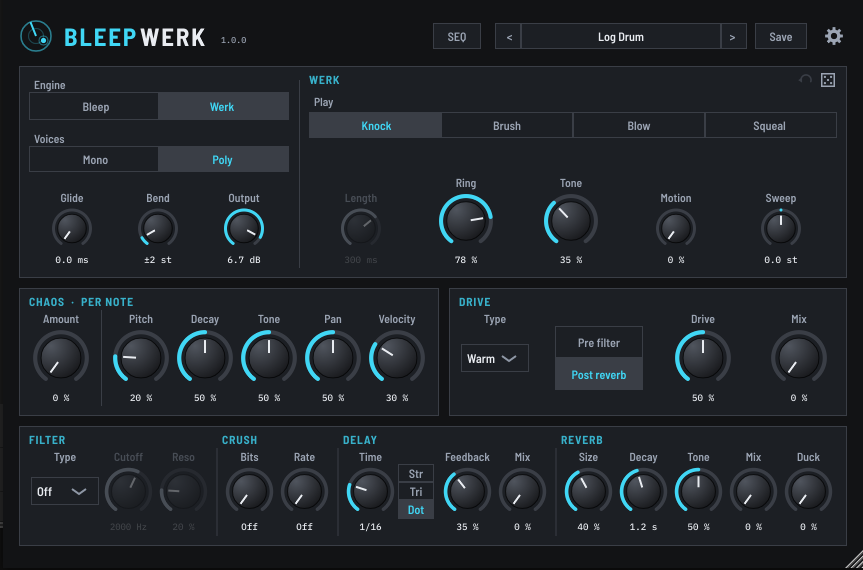 BLEEPWERK 1.0.0 SEQ < Log Drum > Save
Engine
Bleep Werk
Voices
Mono Poly
Glide Bend Output
0.0 ms ±2 st 6.7 dB
WERK
Play
Knock Brush Blow Squeal
Length Ring Tone Motion Sweep
300 ms 78 % 35 % 0 % 0.0 st
CHAOS · PER NOTE
Amount Pitch Decay Tone Pan Velocity
0 % 20 % 50 % 50 % 50 % 30 %
DRIVE
Type Drive Mix
Pre filter
Warm
Post reverb
50 % 0 %
FILTER
Type Cutoff Reso
Off
2000 Hz 20 %
CRUSH
Bits Rate
Off Off
DELAY
Time Feedback Mix
Str
Tri
Dot
1/16 35 % 0 %
REVERB
Size Decay Tone Mix Duck
40 % 1.2 s 50 % 0 % 0 %